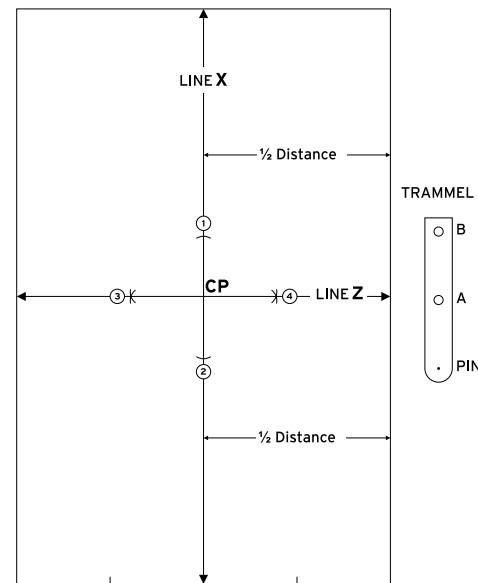 LINE X
½ Distance
TRAMMEL
B
1
CP
3
4
LINE Z
A
2
PIN
½ Distance